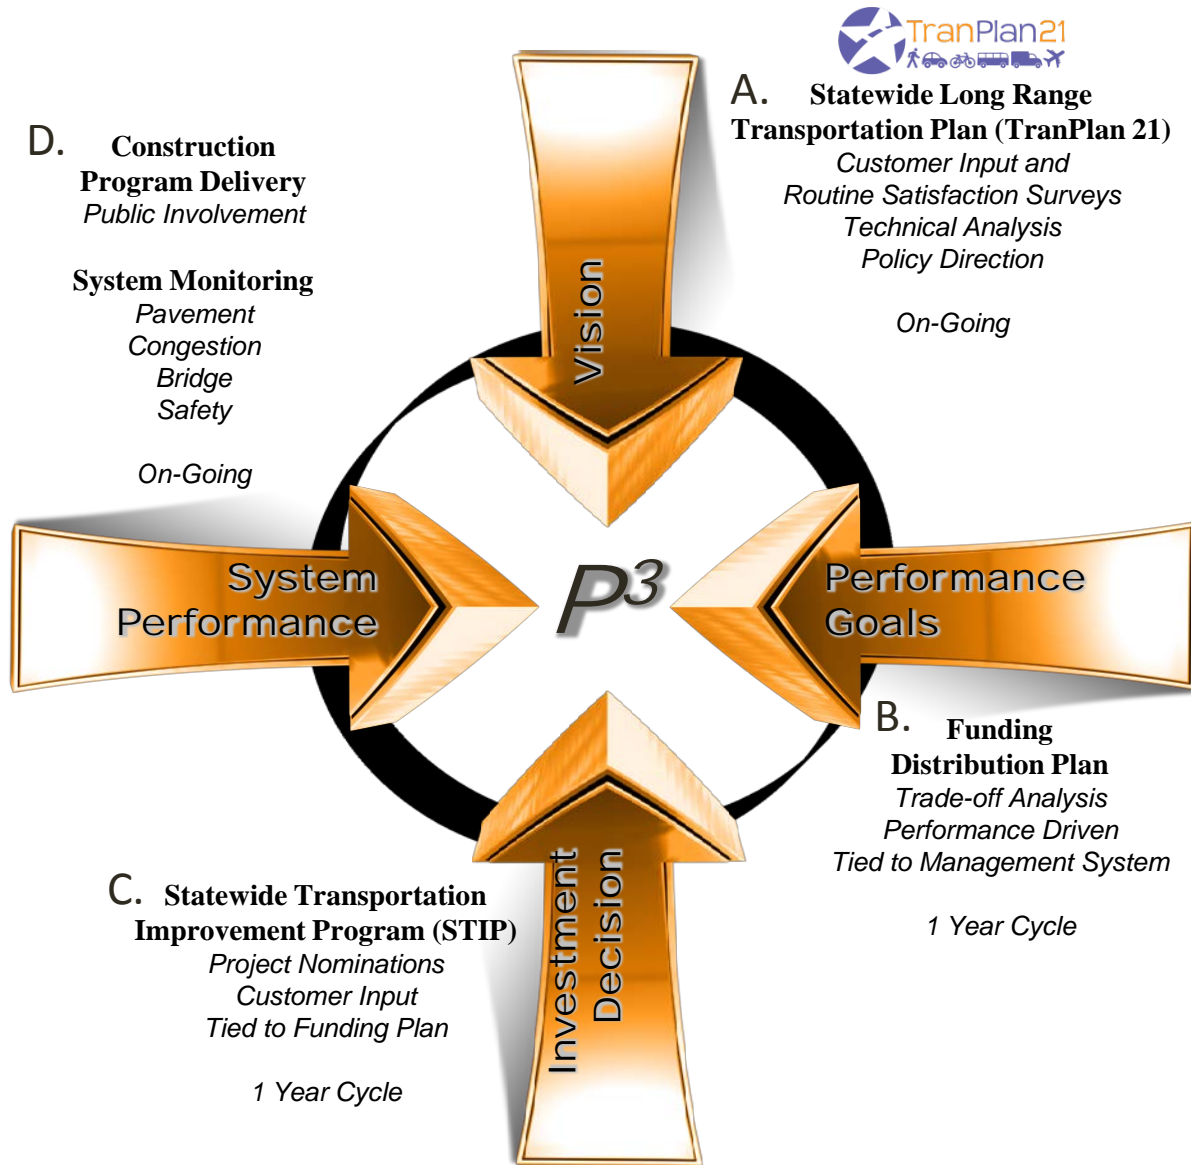 TranPlan21
A. Statewide Long Range
Transportation Plan (TranPlan 21)
Customer Input and
Routine Satisfaction Surveys
Technical Analysis
Policy Direction
On-Going
D. Construction
Program Delivery
Public Involvement
System Monitoring
Pavement
Congestion
Bridge
Safety
On-Going
Vision
System
Performance
P³
Performance
Goals
B. Funding
Distribution Plan
Trade-off Analysis
Performance Driven
Tied to Management System
1 Year Cycle
C. Statewide Transportation
Improvement Program (STIP)
Project Nominations
Customer Input
Tied to Funding Plan
1 Year Cycle
Investment
Decision